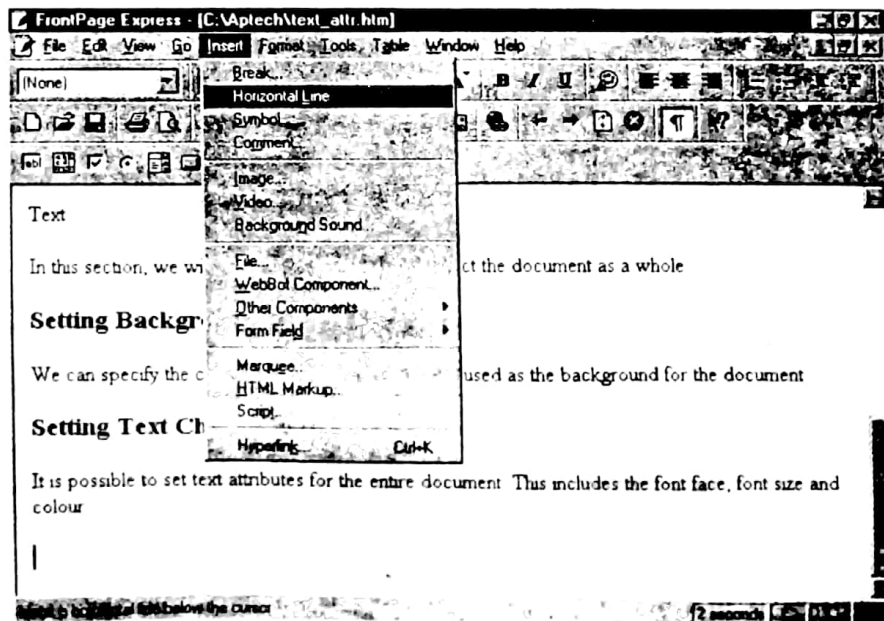 FrontPage Express - [C:\Aptech\text_attr.htm]
File Edit View Go Insert Format Tools Table Window Help
(None)
B I U
Break...
Horizontal Line
Symbol...
Comment...
Image...
Video...
Background Sound...
File...
WebBot Component...
Other Components
Form Field
Marquee...
HTML Markup...
Script...
Hyperlink... Ctrl+K
Text
In this section, we ct the document as a whole
Setting Backgr
We can specify the c used as the background for the document
Setting Text Ch
It is possible to set text attributes for the entire document This includes the font face, font size and
colour
below the cursor
2 seconds